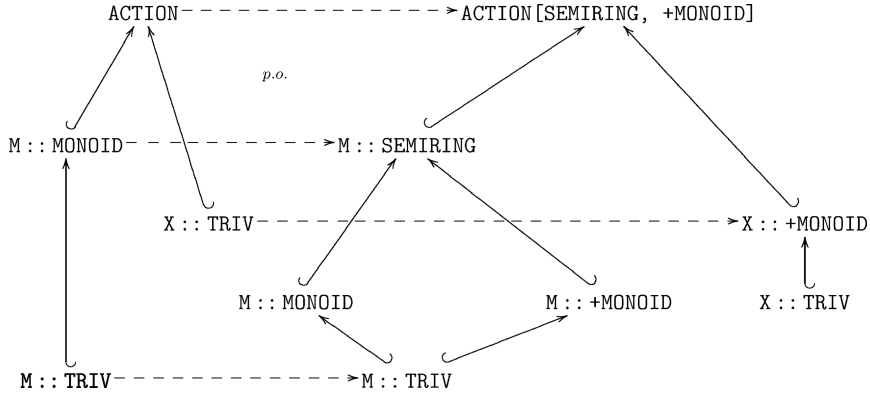 ACTION ACTION[SEMIRING, +MONOID]
p.o.
M::MONOID M::SEMIRING
X::TRIV X::+MONOID
M::MONOID M::+MONOID X::TRIV
M::TRIV M::TRIV